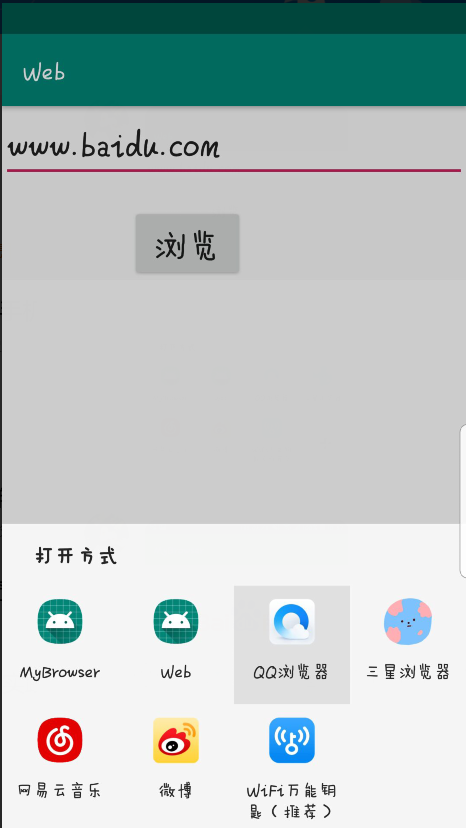 Web
www.baidu.com
浏览
打开方式
MyBrowser
Web
QQ浏览器
三星浏览器
网易云音乐
微博
WiFi万能钥
匙（推荐）